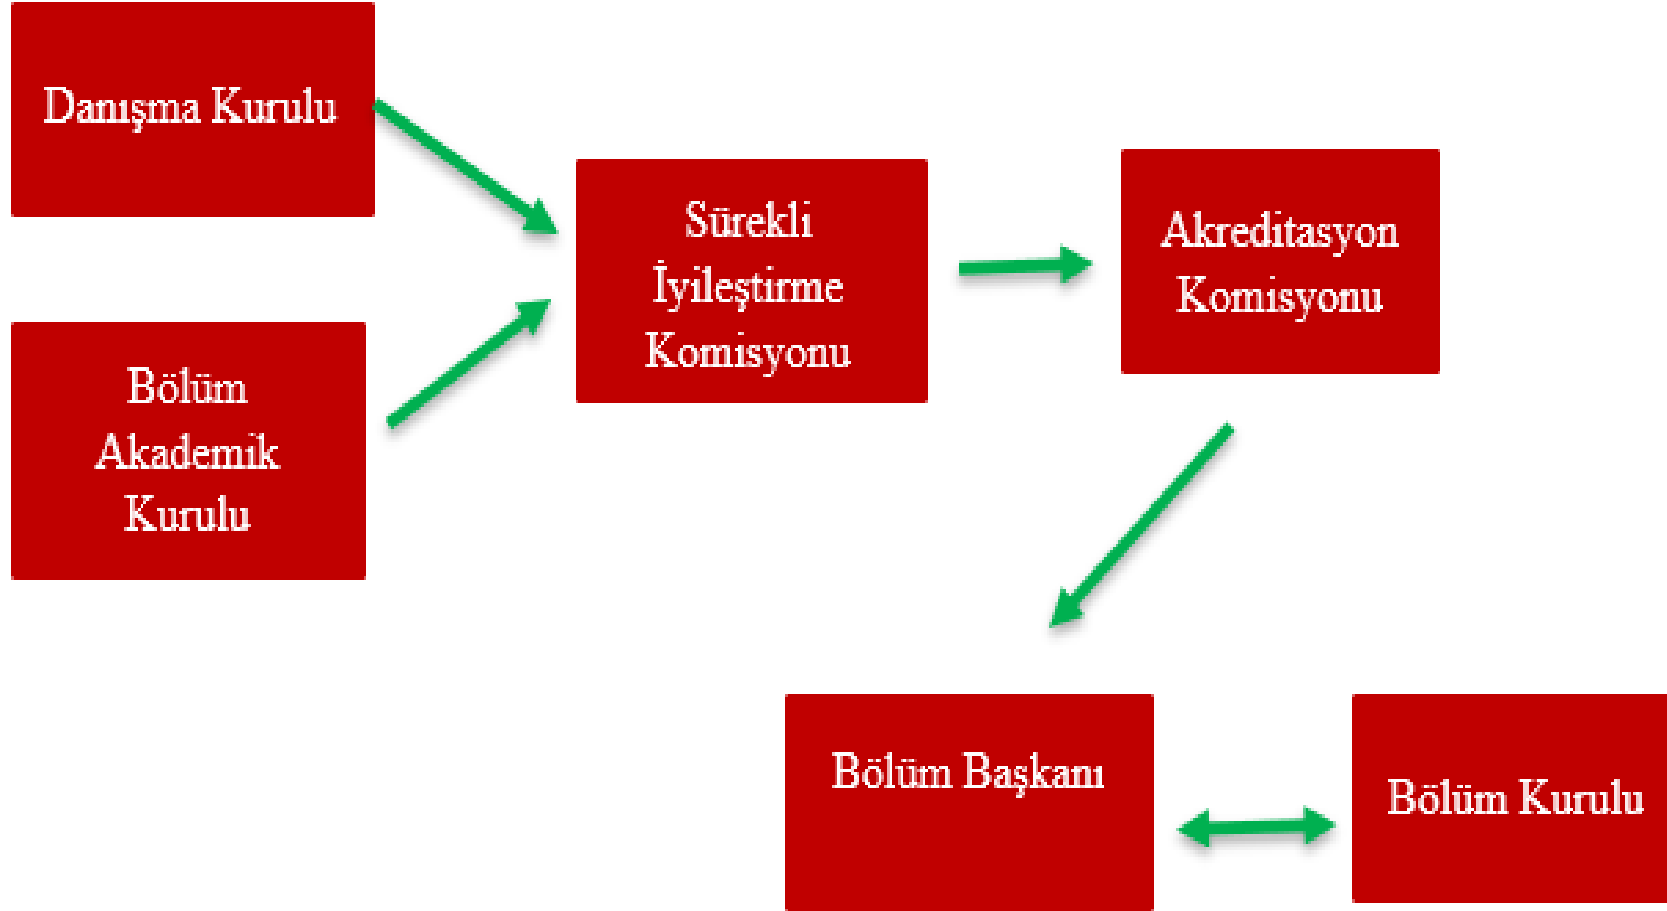 Danışma Kurulu
Bölüm
Akademik
Kurulu
Sürekli
İyileştirme
Komisyonu
Akreditasyon
Komisyonu
Bölüm Başkanı
Bölüm Kurulu